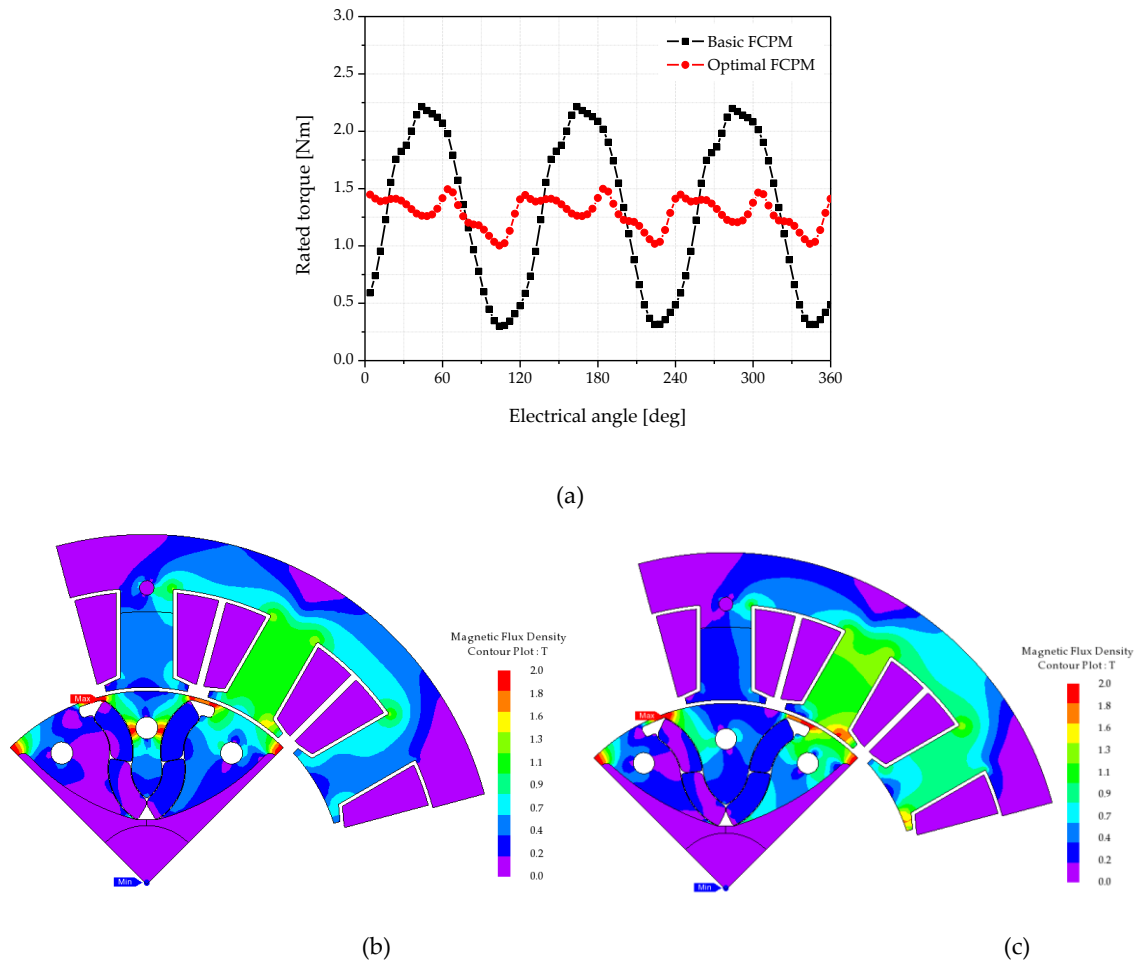 3.0
2.5
2.0
1.5
1.0
0.5
0.0
Rated torque [Nm]
Basic FCPM
Optimal FCPM
0 60 120 180 240 300 360
Electrical angle [deg]
(a)
Magnetic Flux Density
Contour Plot : T
2.0
1.8
1.6
1.3
1.1
0.9
0.7
0.4
0.2
0.0
Max
Min
(b)
Magnetic Flux Density
Contour Plot : T
2.0
1.8
1.6
1.3
1.1
0.9
0.7
0.4
0.2
0.0
Max
Min
(c)